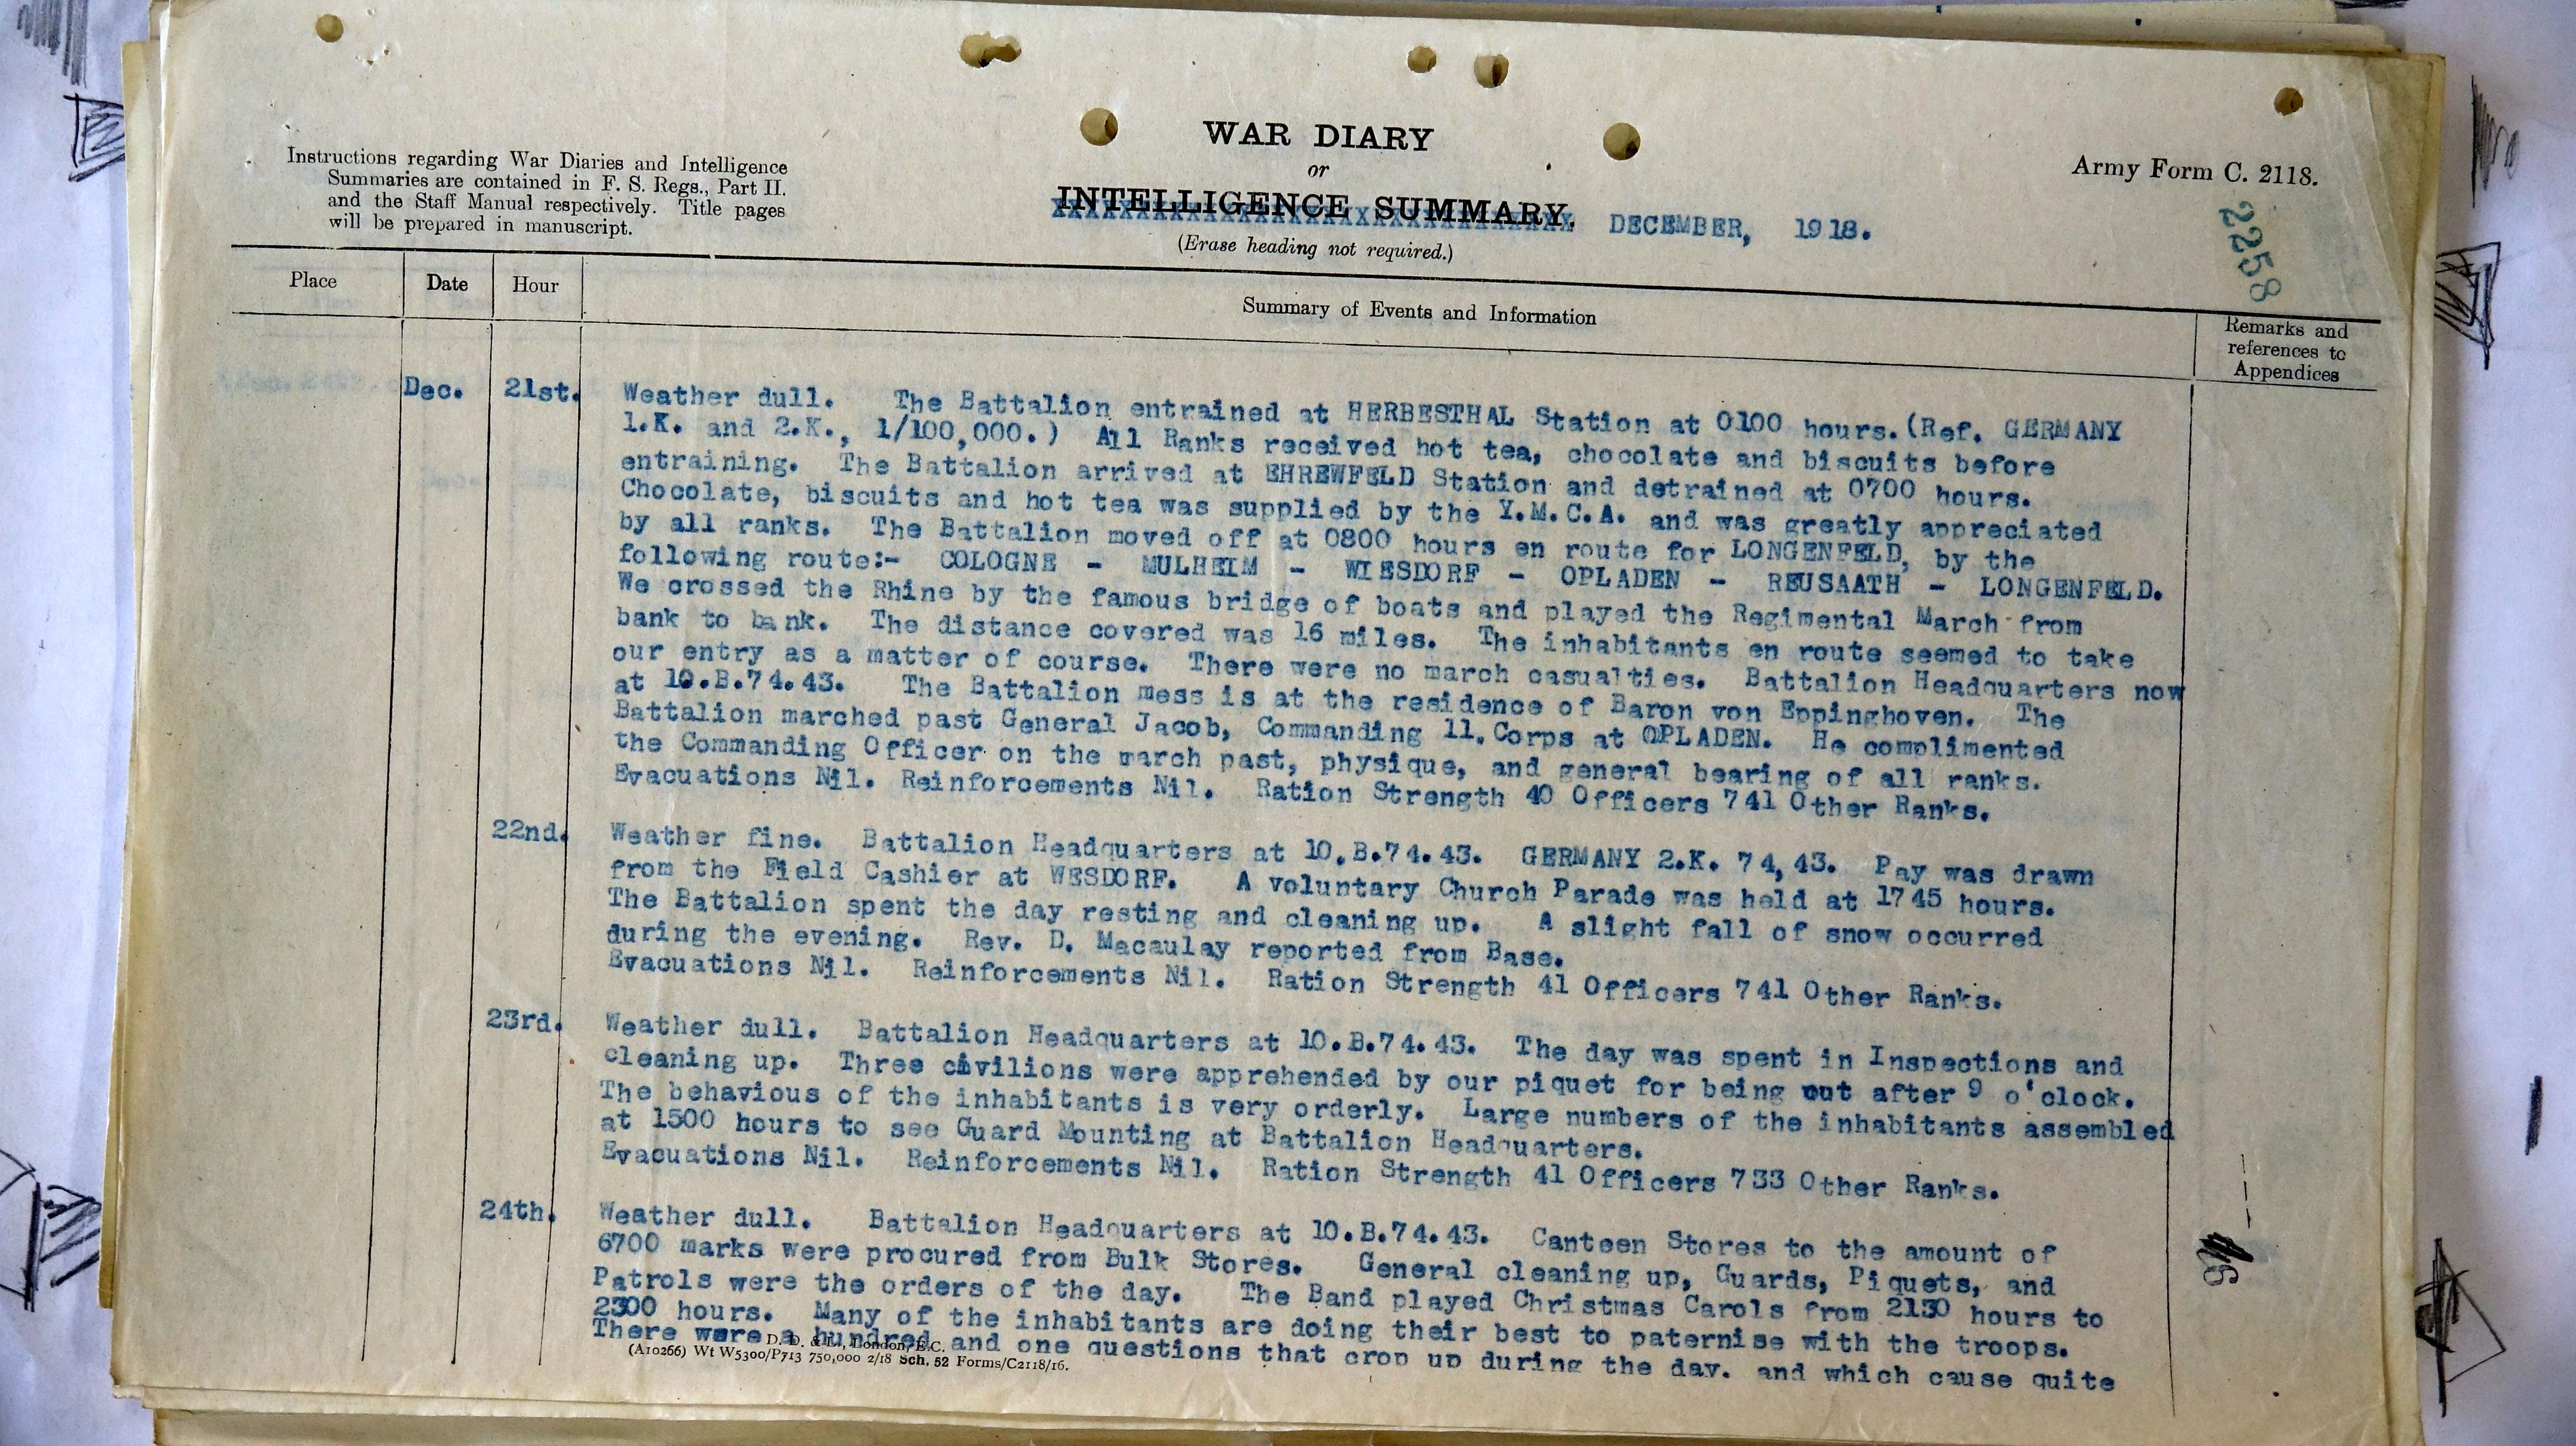 WAR DIARY
or
INTELLIGENCE SUMMARY.
DECEMBER, 1918.
(Erase heading not required.)
Instructions regarding War Diaries and Intelligence
Summaries are contained in F. S. Regs., Part II.
and the Staff Manual respectively. Title pages
will be prepared in manuscript.
Army Form C. 2118.
2258
Place
Date
Hour
Summary of Events and Information
Remarks and
references to
Appendices
Dec. 21st. Weather dull. The Battalion entrained at HERBESTHAL Station at 0100 hours.(Ref. GERMANY
1.K. and 2.K., 1/100,000.) All Ranks received hot tea, chocolate and biscuits before
entraining. The Battalion arrived at EHREWFELD Station and detrained at 0700 hours.
Chocolate, biscuits and hot tea was supplied by the Y.M.C.A. and was greatly appreciated
by all ranks. The Battalion moved off at 0800 hours en route for LONGENFELD, by the
following route:- COLOGNE - MULHEIM - WIESDORF - OPLADEN - REUSAATH - LONGENFELD.
We crossed the Rhine by the famous bridge of boats and played the Regimental March from
bank to bank. The distance covered was 16 miles. The inhabitants en route seemed to take
our entry as a matter of course. There were no march casualties. Battalion Headquarters now
at 10.B.74.43. The Battalion mess is at the residence of Baron von Eppinghoven. The
Battalion marched past General Jacob, Commanding 11.Corps at OPLADEN. He complimented
the Commanding Officer on the march past, physique, and general bearing of all ranks.
Evacuations Nil. Reinforcements Nil. Ration Strength 40 Officers 741 Other Ranks.
22nd. Weather fine. Battalion Headquarters at 10.B.74.43. GERMANY 2.K. 74,43. Pay was drawn
from the Field Cashier at WESDORF. A voluntary Church Parade was held at 1745 hours.
The Battalion spent the day resting and cleaning up. A slight fall of snow occurred
during the evening. Rev. D. Macaulay reported from Base.
Evacuations Nil. Reinforcements Nil. Ration Strength 41 Officers 741 Other Ranks.
23rd. Weather dull. Battalion Headquarters at 10.B.74.43. The day was spent in Inspections and
cleaning up. Three civilions were apprehended by our piquet for being out after 9 o'clock.
The behavious of the inhabitants is very orderly. Large numbers of the inhabitants assembled
at 1500 hours to see Guard Mounting at Battalion Headquarters.
Evacuations Nil. Reinforcements Nil. Ration Strength 41 Officers 733 Other Ranks.
24th. Weather dull. Battalion Headquarters at 10.B.74.43. Canteen Stores to the amount of
6700 marks were procured from Bulk Stores. General cleaning up, Guards, Piquets, and
Patrols were the orders of the day. The Band played Christmas Carols from 2130 hours to
2300 hours. Many of the inhabitants are doing their best to paternise with the troops.
There were a hundred and one questions that crop up during the day. and which cause quite
D. D. & L., London, E.C.
(A10266) Wt W5300/P713 750,000 2/18 Sch. 52 Forms/C2118/16.